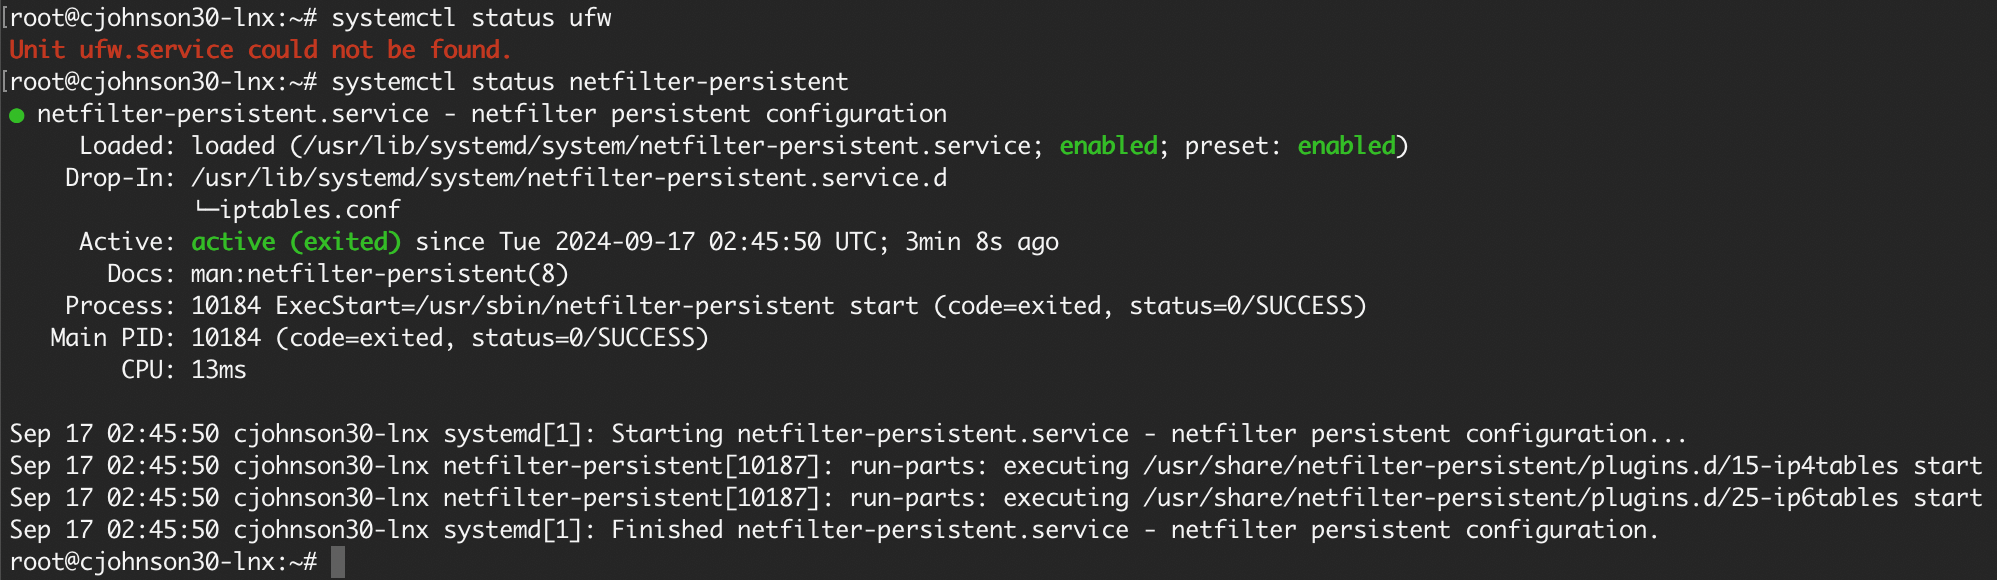 [root@cjohnson30-lnx:~# systemctl status ufw
Unit ufw.service could not be found.
[root@cjohnson30-lnx:~# systemctl status netfilter-persistent
● netfilter-persistent.service - netfilter persistent configuration
     Loaded: loaded (/usr/lib/systemd/system/netfilter-persistent.service; enabled; preset: enabled)
    Drop-In: /usr/lib/systemd/system/netfilter-persistent.service.d
             └─iptables.conf
     Active: active (exited) since Tue 2024-09-17 02:45:50 UTC; 3min 8s ago
       Docs: man:netfilter-persistent(8)
    Process: 10184 ExecStart=/usr/sbin/netfilter-persistent start (code=exited, status=0/SUCCESS)
   Main PID: 10184 (code=exited, status=0/SUCCESS)
        CPU: 13ms

Sep 17 02:45:50 cjohnson30-lnx systemd[1]: Starting netfilter-persistent.service - netfilter persistent configuration...
Sep 17 02:45:50 cjohnson30-lnx netfilter-persistent[10187]: run-parts: executing /usr/share/netfilter-persistent/plugins.d/15-ip4tables start
Sep 17 02:45:50 cjohnson30-lnx netfilter-persistent[10187]: run-parts: executing /usr/share/netfilter-persistent/plugins.d/25-ip6tables start
Sep 17 02:45:50 cjohnson30-lnx systemd[1]: Finished netfilter-persistent.service - netfilter persistent configuration.
root@cjohnson30-lnx:~#